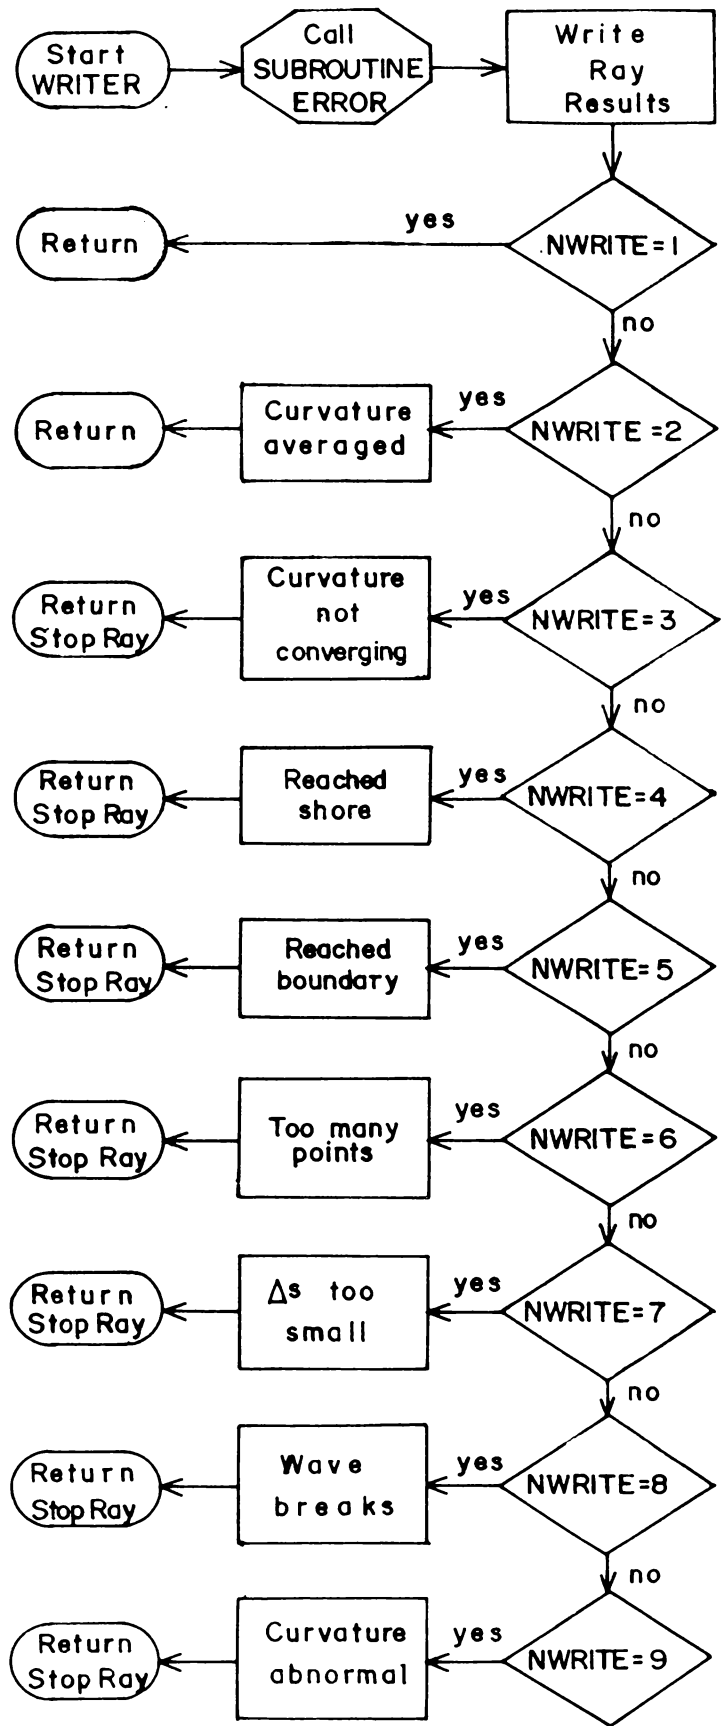 Start
WRITER
Call
SUBROUTINE
ERROR
Write
Ray
Results
yes
Return
NWRITE=1
no
Return
Curvature
averaged
yes
NWRITE=2
no
Return
Stop Ray
Curvature
not
converging
yes
NWRITE=3
no
Return
Stop Ray
Reached
shore
yes
NWRITE=4
no
Return
Stop Ray
Reached
boundary
yes
NWRITE=5
no
Return
Stop Ray
Too many
points
yes
NWRITE=6
no
Return
Stop Ray
Δs too
small
yes
NWRITE=7
no
Return
Stop Ray
Wave
breaks
yes
NWRITE=8
no
Return
Stop Ray
Curvature
abnormal
yes
NWRITE=9